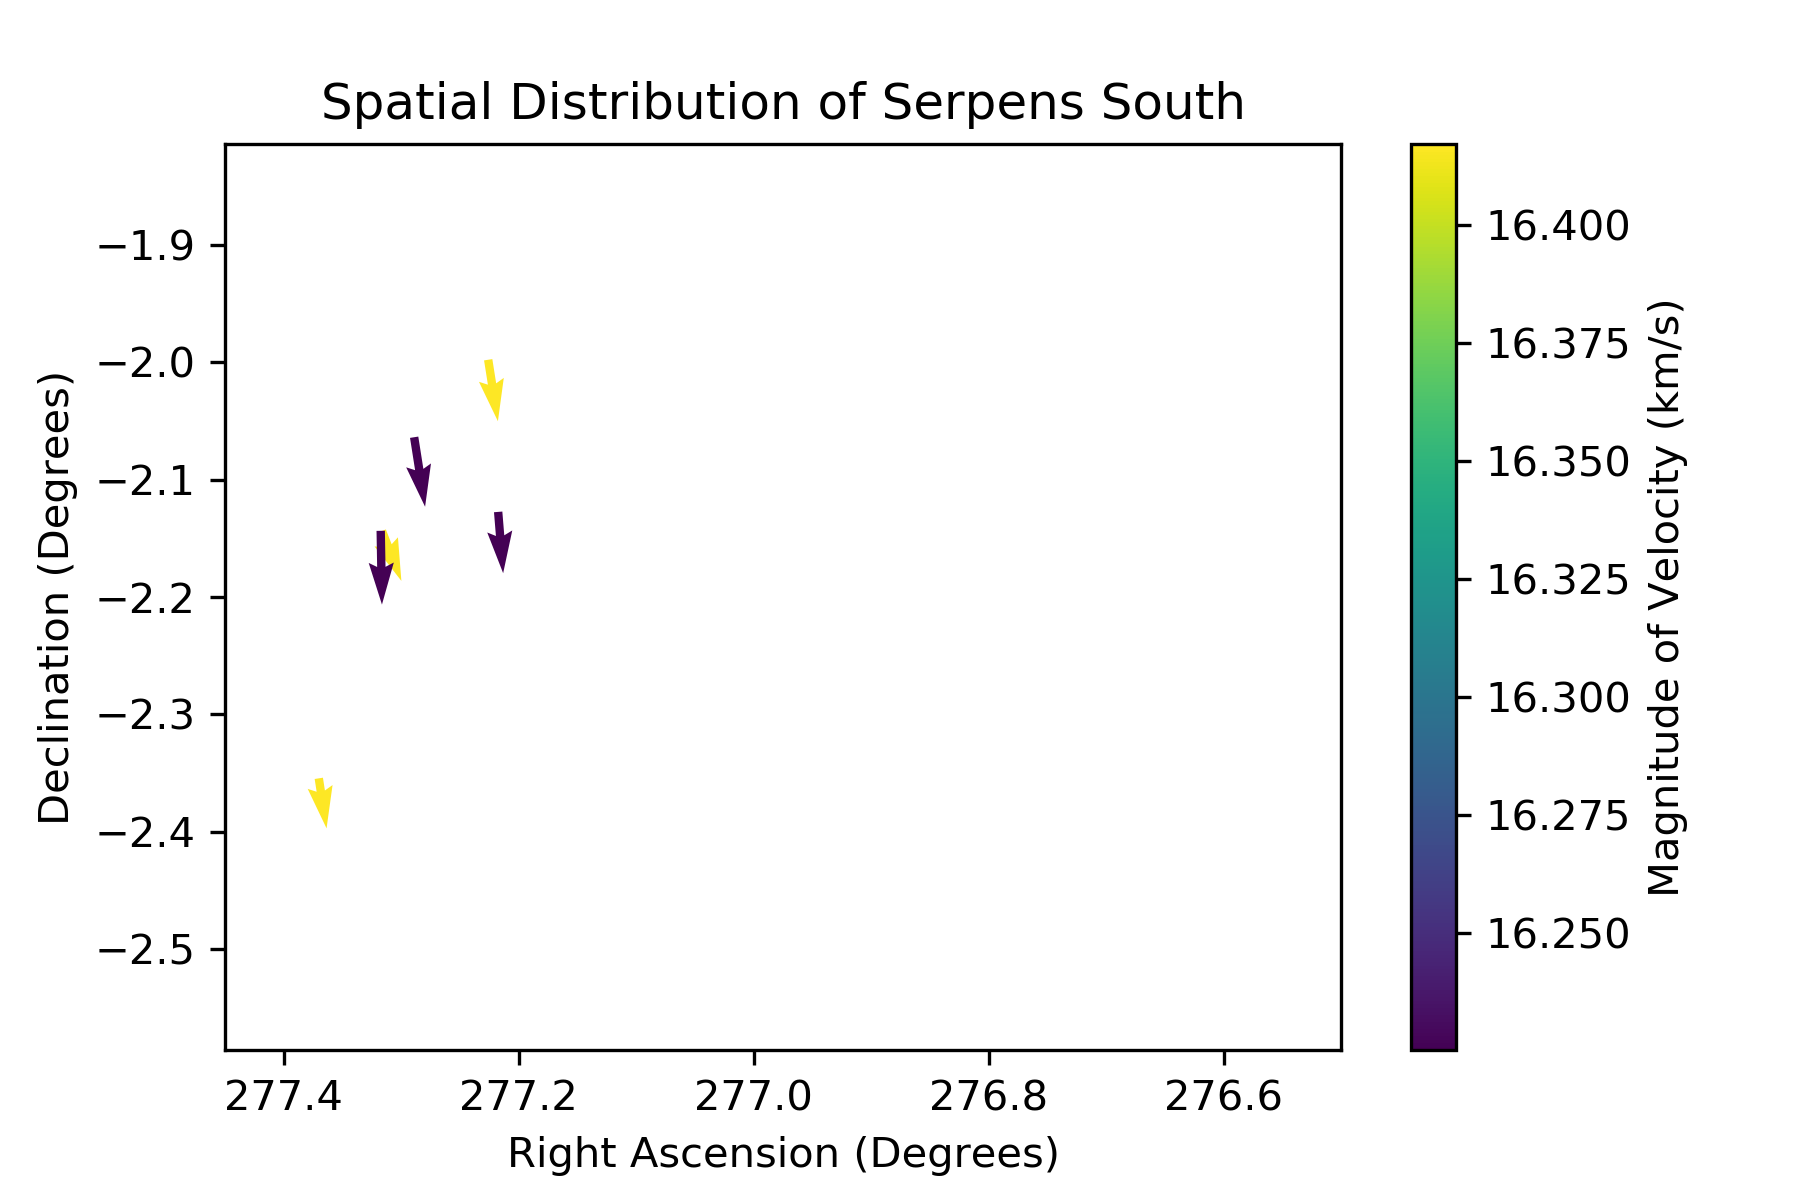 Spatial Distribution of Serpens South
−1.9
−2.0
−2.1
−2.2
−2.3
−2.4
−2.5
Declination (Degrees)
277.4 277.2 277.0 276.8 276.6
Right Ascension (Degrees)
16.400
16.375
16.350
16.325
16.300
16.275
16.250
Magnitude of Velocity (km/s)